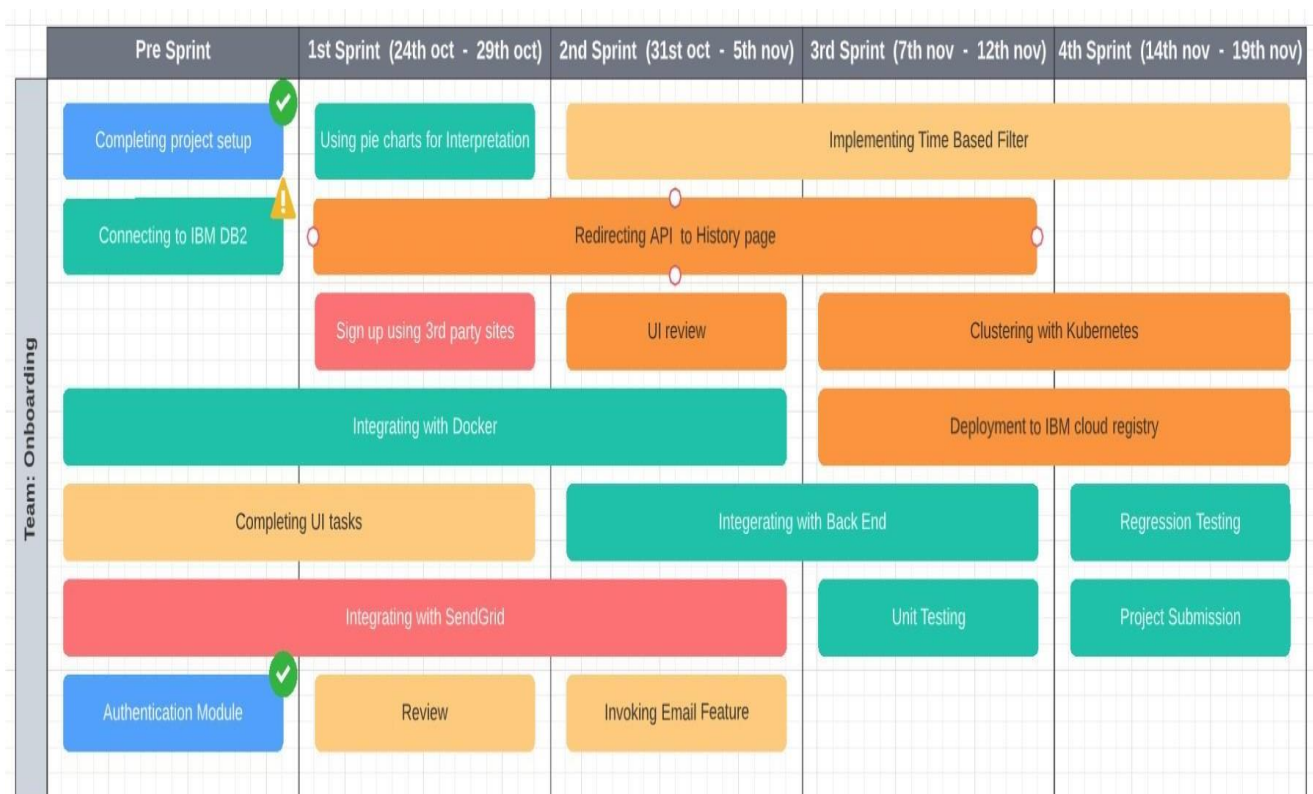 Pre Sprint
1st Sprint (24th oct - 29th oct)
2nd Sprint (31st oct - 5th nov)
3rd Sprint (7th nov - 12th nov)
4th Sprint (14th nov - 19th nov)
Team: Onboarding
Completing project setup
Using pie charts for Interpretation
Implementing Time Based Filter
Connecting to IBM DB2
Redirecting API to History page
Sign up using 3rd party sites
UI review
Clustering with Kubernetes
Integrating with Docker
Deployment to IBM cloud registry
Completing UI tasks
Integerating with Back End
Regression Testing
Integrating with SendGrid
Unit Testing
Project Submission
Authentication Module
Review
Invoking Email Feature